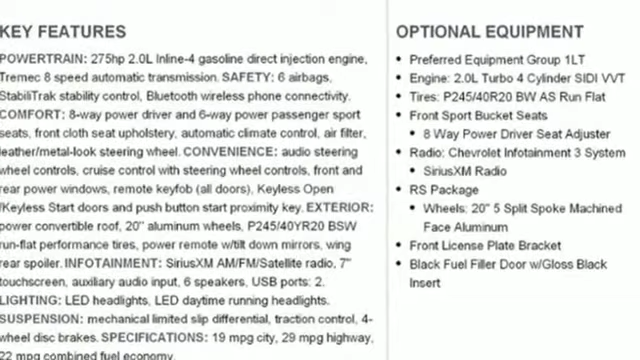 KEY FEATURES
POWERTRAIN: 275hp 2.0L Inline-4 gasoline direct injection engine,
Tremec 8 speed automatic transmission. SAFETY: 6 airbags,
StabiliTrak stability control, Bluetooth wireless phone connectivity.
COMFORT: 8-way power driver and 6-way power passenger sport
seats, front cloth seat upholstery, automatic climate control, air filter,
leather/metal-look steering wheel. CONVENIENCE: audio steering
wheel controls, cruise control with steering wheel controls, front and
rear power windows, remote keyfob (all doors), Keyless Open
/Keyless Start doors and push button start proximity key. EXTERIOR:
power convertible roof, 20" aluminum wheels, P245/40YR20 BSW
run-flat performance tires, power remote w/tilt down mirrors, wing
rear spoiler. INFOTAINMENT: SiriusXM AM/FM/Satellite radio, 7"
touchscreen, auxiliary audio input, 6 speakers, USB ports: 2.
LIGHTING: LED headlights, LED daytime running headlights.
SUSPENSION: mechanical limited slip differential, traction control, 4-
wheel disc brakes. SPECIFICATIONS: 19 mpg city, 29 mpg highway,
22 mpg combined fuel economy.
OPTIONAL EQUIPMENT
• Preferred Equipment Group 1LT
• Engine: 2.0L Turbo 4 Cylinder SIDI VVT
• Tires: P245/40R20 BW AS Run Flat
• Front Sport Bucket Seats
• 8 Way Power Driver Seat Adjuster
• Radio: Chevrolet Infotainment 3 System
• SiriusXM Radio
• RS Package
• Wheels: 20" 5 Split Spoke Machined
Face Aluminum
• Front License Plate Bracket
• Black Fuel Filler Door w/Gloss Black
Insert